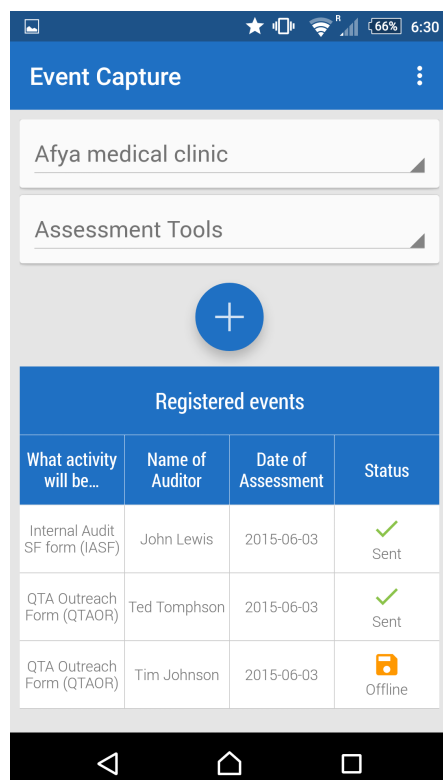 R
66% 6:30
Event Capture
Afya medical clinic
Assessment Tools
Registered events
What activity
will be…
Name of
Auditor
Date of
Assessment
Status
Internal Audit
SF form (IASF)
John Lewis
2015-06-03
Sent
QTA Outreach
Form (QTAOR)
Ted Tomphson
2015-06-03
Sent
QTA Outreach
Form (QTAOR)
Tim Johnson
2015-06-03
Offline